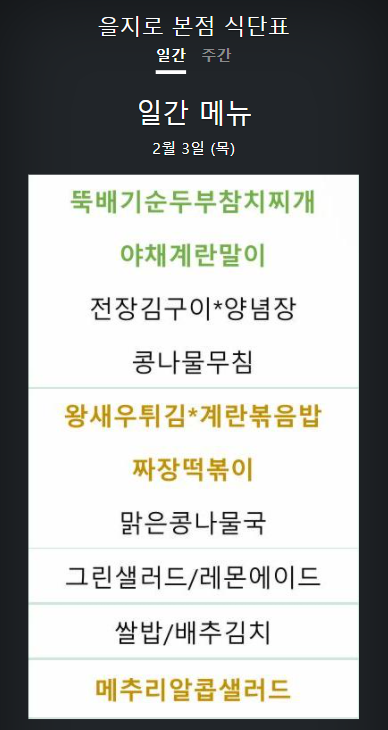 을지로 본점 식단표
일간 주간
일간 메뉴
2월 3일 (목)
뚝배기순두부참치찌개
야채계란말이
전장김구이*양념장
콩나물무침
왕새우튀김*계란볶음밥
짜장떡볶이
맑은콩나물국
그린샐러드/레몬에이드
쌀밥/배추김치
메추리알콥샐러드